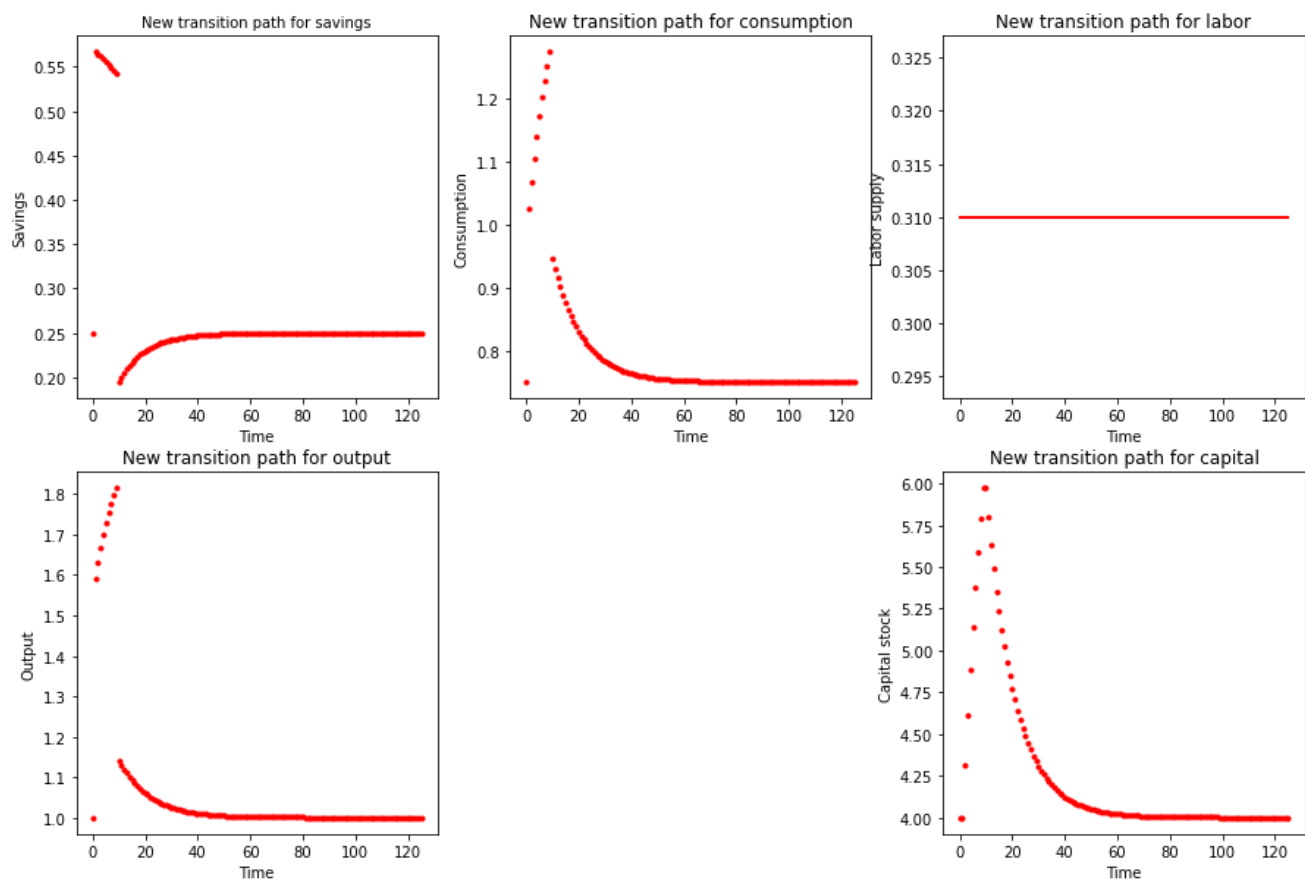 New transition path for savings
0.55
0.50
0.45
0.40
0.35
0.30
0.25
0.20
Savings
0 20 40 60 80 100 120
Time
New transition path for consumption
1.2
1.1
1.0
0.9
0.8
Consumption
0 20 40 60 80 100 120
Time
New transition path for labor
0.325
0.320
0.315
0.310
0.305
0.300
0.295
Labor supply
0 20 40 60 80 100 120
Time
New transition path for output
1.8
1.7
1.6
1.5
1.4
1.3
1.2
1.1
1.0
Output
0 20 40 60 80 100 120
Time
New transition path for capital
6.00
5.75
5.50
5.25
5.00
4.75
4.50
4.25
4.00
Capital stock
0 20 40 60 80 100 120
Time